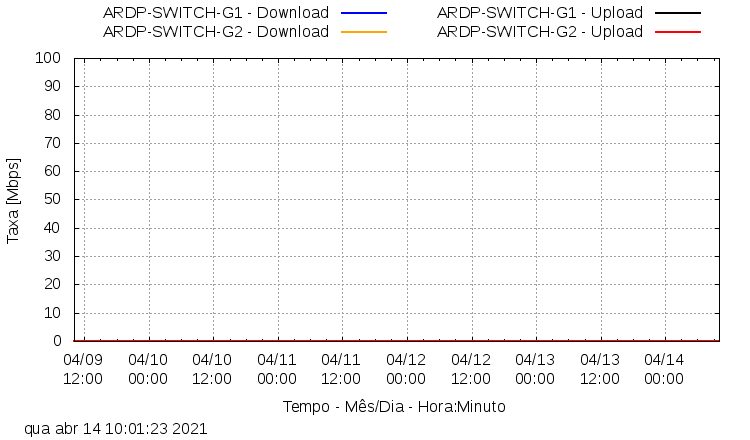 ARDP-SWITCH-G1 - Download
ARDP-SWITCH-G1 - Upload
ARDP-SWITCH-G2 - Download
ARDP-SWITCH-G2 - Upload
100
90
80
70
60
50
40
30
20
10
0
Taxa [Mbps]
04/09 04/10 04/10 04/11 04/11 04/12 04/12 04/13 04/13 04/14
12:00 00:00 12:00 00:00 12:00 00:00 12:00 00:00 12:00 00:00
Tempo - Mês/Dia - Hora:Minuto
qua abr 14 10:01:23 2021